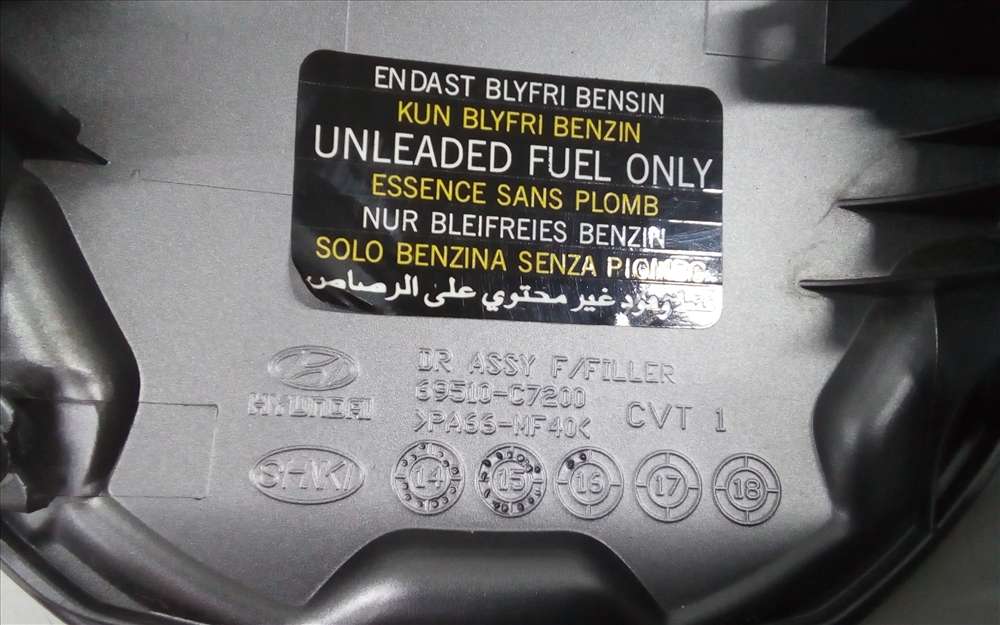 ENDAST BLYFRI BENSIN
KUN BLYFRI BENZIN
UNLEADED FUEL ONLY
ESSENCE SANS PLOMB
NUR BLEIFREIES BENZIN
SOLO BENZINA SENZA
وقود غير محتوي على الرصاص
DR ASSY F/FILLER
HYUNDAI
69510-C7200
>PA66-MF40<
CVT 1
14 15 16 17 18